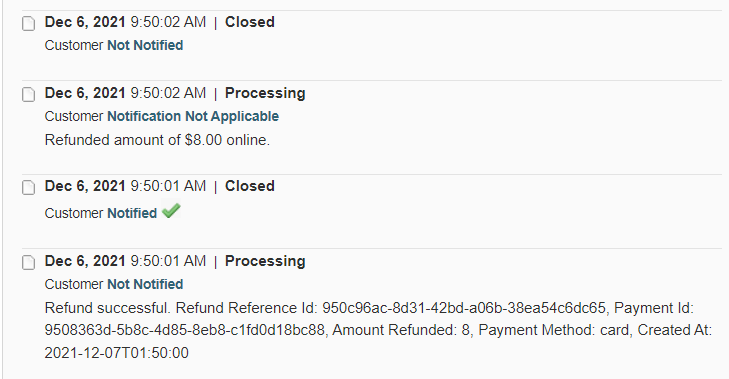 Dec 6, 2021 9:50:02 AM | Closed
Customer Not Notified
Dec 6, 2021 9:50:02 AM | Processing
Customer Notification Not Applicable
Refunded amount of $8.00 online.
Dec 6, 2021 9:50:01 AM | Closed
Customer Notified
Dec 6, 2021 9:50:01 AM | Processing
Customer Not Notified
Refund successful. Refund Reference Id: 950c96ac-8d31-42bd-a06b-38ea54c6dc65, Payment Id:
9508363d-5b8c-4d85-8eb8-c1fd0d18bc88, Amount Refunded: 8, Payment Method: card, Created At:
2021-12-07T01:50:00